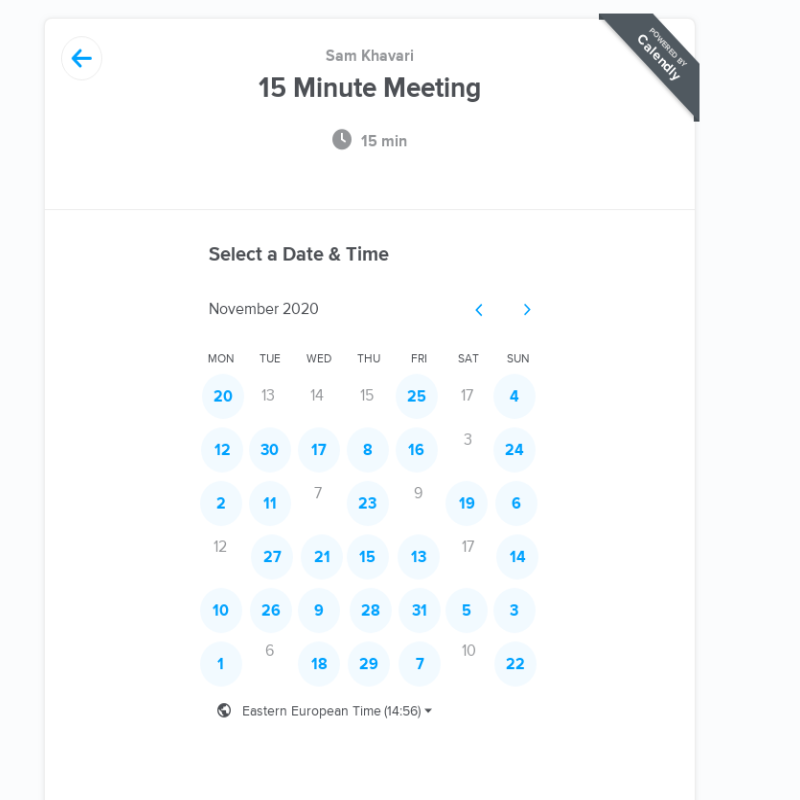 POWERED BY
Calendly
Sam Khavari
15 Minute Meeting
15 min
Select a Date & Time
November 2020
MON TUE WED THU FRI SAT SUN
20 13 14 15 25 17 4
12 30 17 8 16 3 24
2 11 7 23 9 19 6
12 27 21 15 13 17 14
10 26 9 28 31 5 3
1 6 18 29 7 10 22
Eastern European Time (14:56)